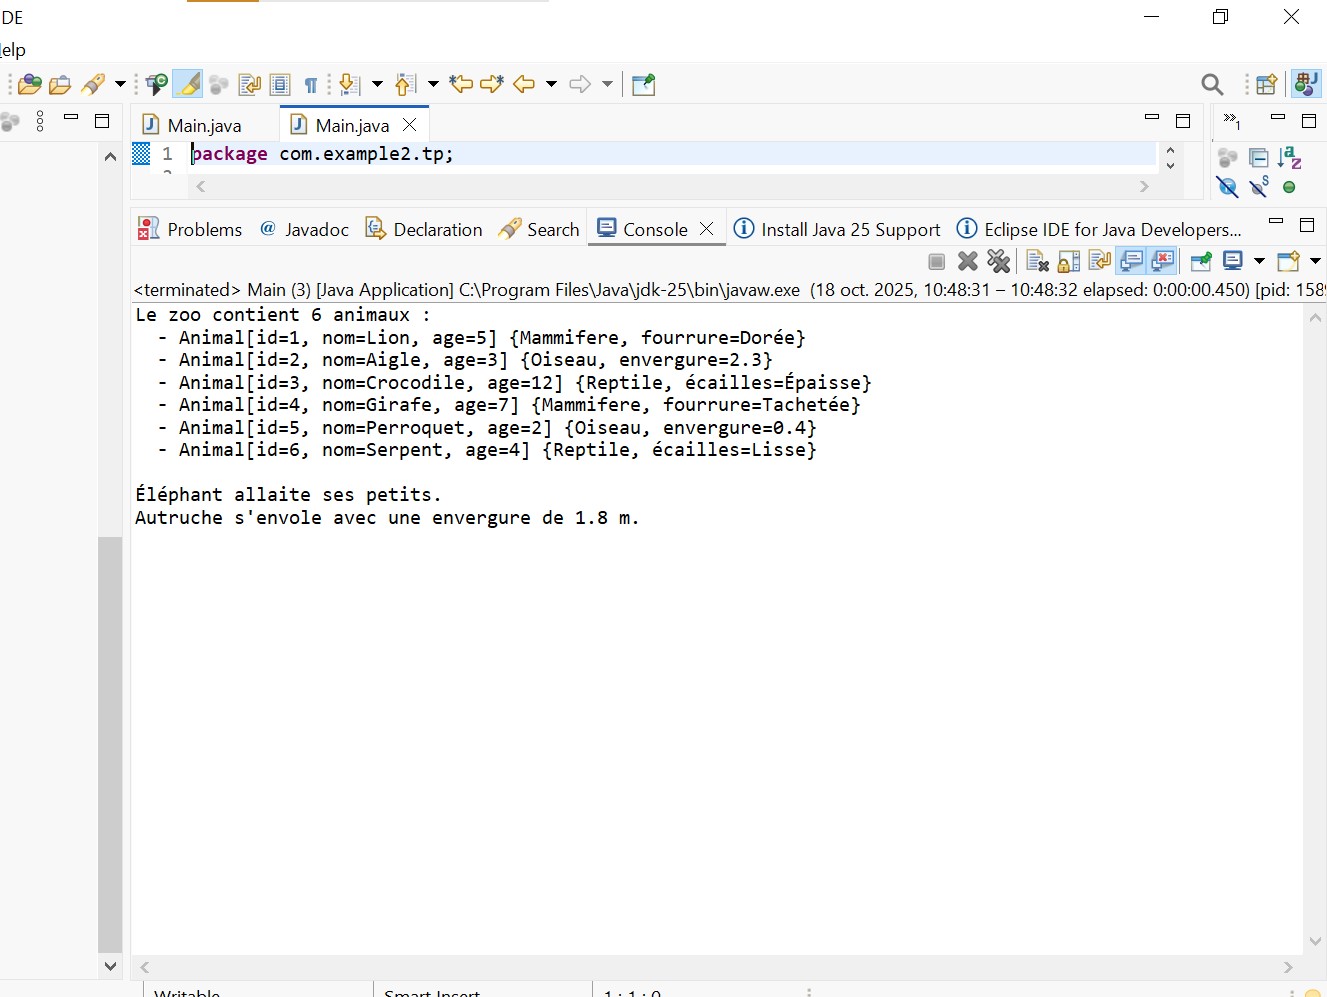 DE
elp
Main.java Main.java
1 package com.example2.tp;
Problems @ Javadoc Declaration Search Console Install Java 25 Support Eclipse IDE for Java Developers...
<terminated> Main (3) [Java Application] C:\Program Files\Java\jdk-25\bin\javaw.exe (18 oct. 2025, 10:48:31 – 10:48:32 elapsed: 0:00:00.450) [pid: 158
Le zoo contient 6 animaux :
- Animal[id=1, nom=Lion, age=5] {Mammifere, fourrure=Dorée}
- Animal[id=2, nom=Aigle, age=3] {Oiseau, envergure=2.3}
- Animal[id=3, nom=Crocodile, age=12] {Reptile, écailles=Épaisse}
- Animal[id=4, nom=Girafe, age=7] {Mammifere, fourrure=Tachetée}
- Animal[id=5, nom=Perroquet, age=2] {Oiseau, envergure=0.4}
- Animal[id=6, nom=Serpent, age=4] {Reptile, écailles=Lisse}
Éléphant allaite ses petits.
Autruche s'envole avec une envergure de 1.8 m.
Writable Smart Insert 1 : 1 : 0